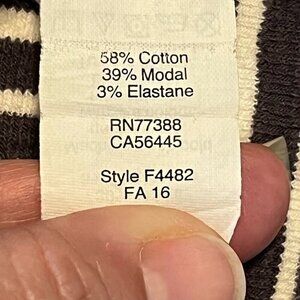 58% Cotton
39% Modal
3% Elastane
RN77388
CA56445
Style F4482
FA 16